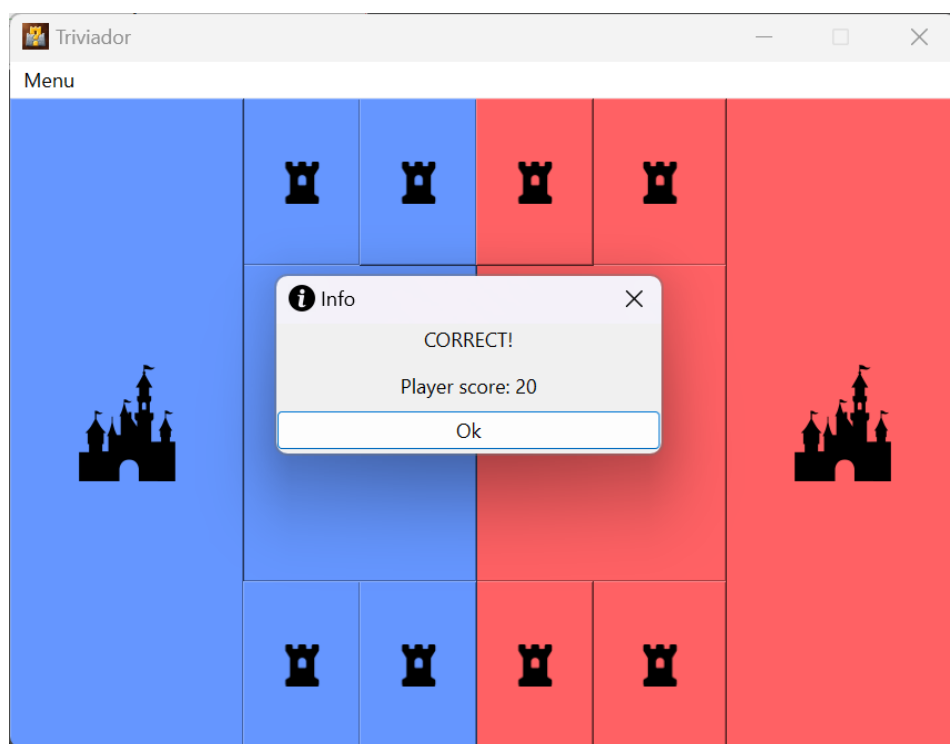 Triviador
Menu
Info
CORRECT!
Player score: 20
Ok